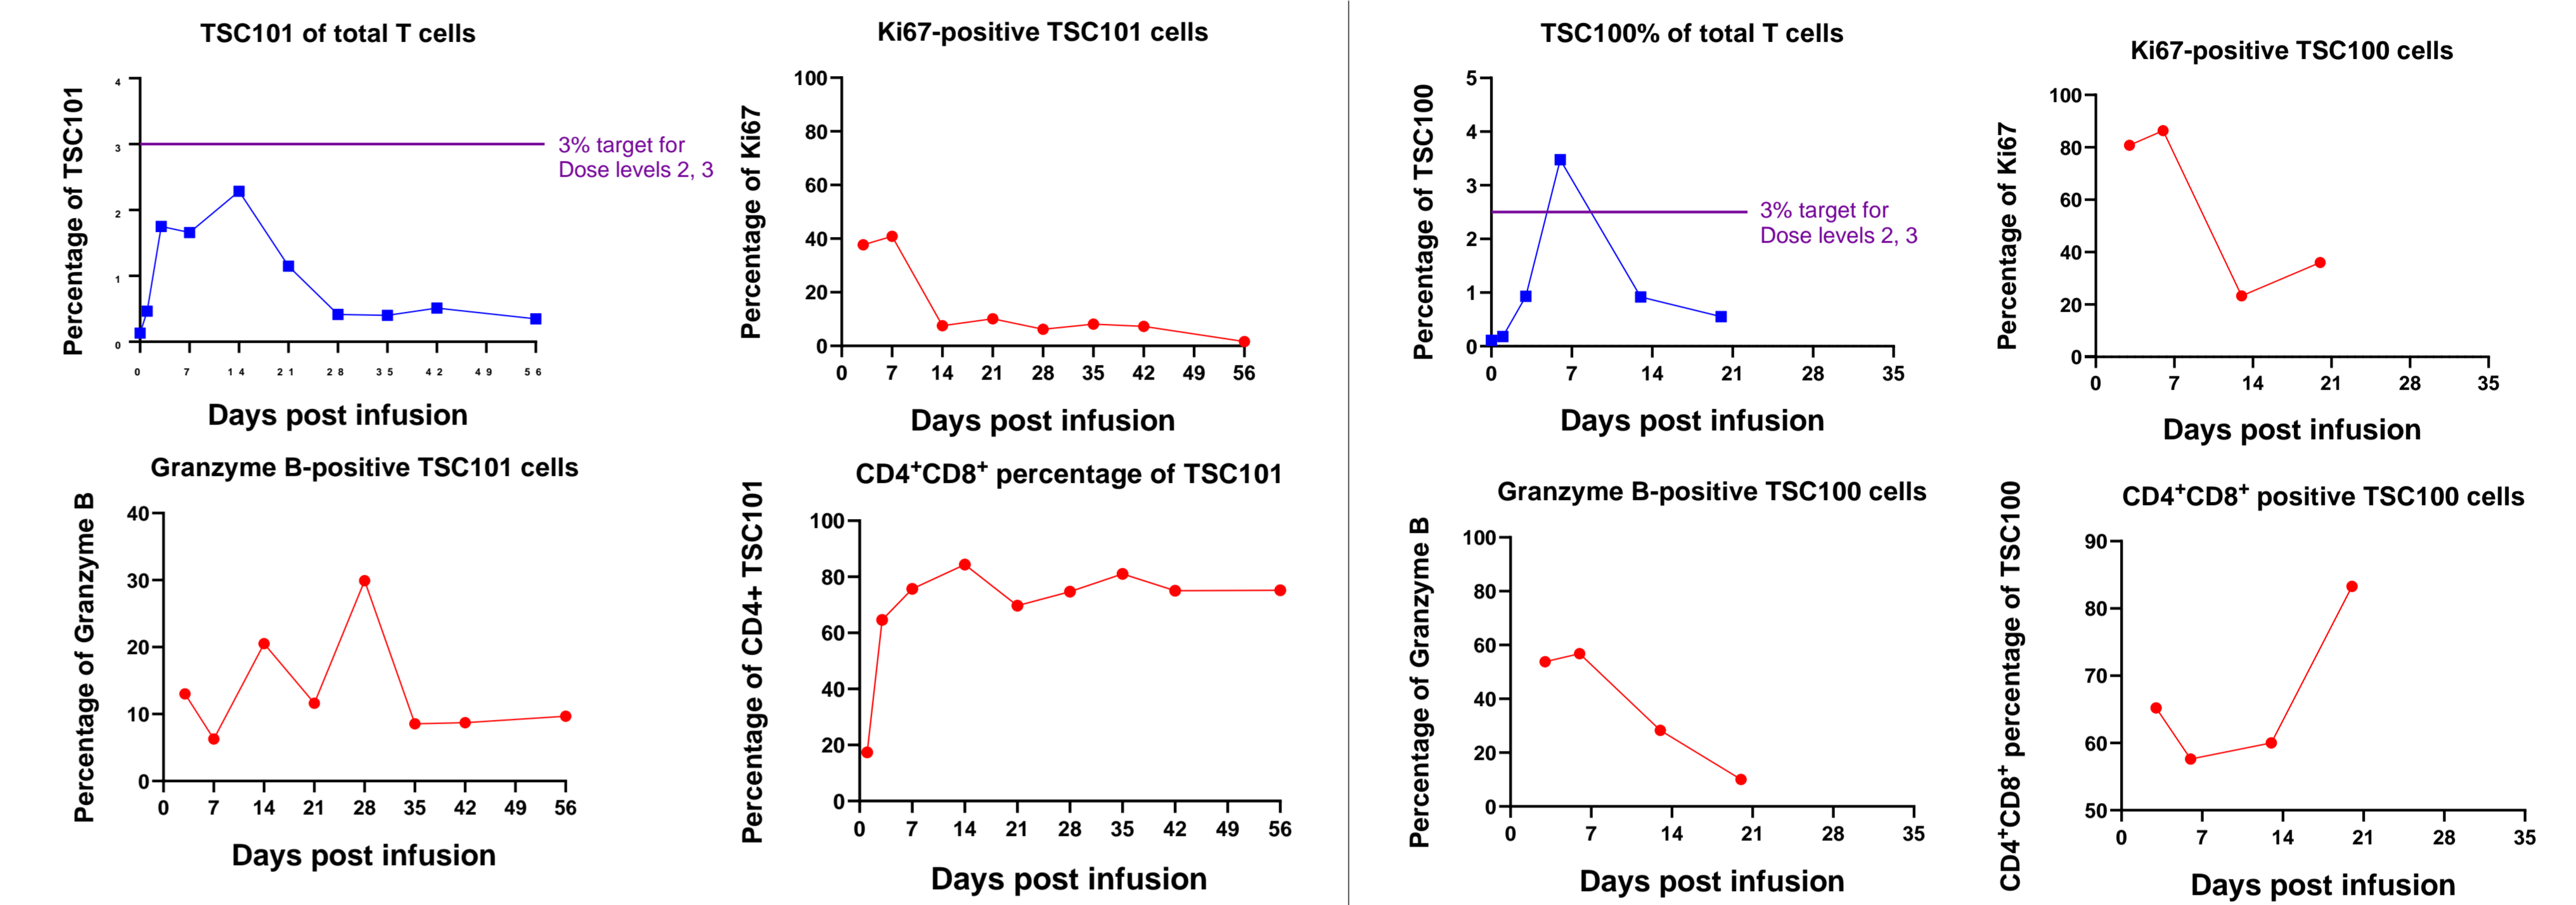 TSC101 of total T cells
Percentage of TSC101
4
3
2
1
0
0 7 14 21 28 35 42 49 56
Days post infusion
3% target for
Dose levels 2, 3
Ki67-positive TSC101 cells
Percentage of Ki67
100
80
60
40
20
0
0 7 14 21 28 35 42 49 56
Days post infusion
TSC100% of total T cells
Percentage of TSC100
5
4
3
2
1
0
0 7 14 21 28 35
Days post infusion
3% target for
Dose levels 2, 3
Ki67-positive TSC100 cells
Percentage of Ki67
100
80
60
40
20
0
0 7 14 21 28 35
Days post infusion
Granzyme B-positive TSC101 cells
Percentage of Granzyme B
40
30
20
10
0
0 7 14 21 28 35 42 49 56
Days post infusion
CD4⁺CD8⁺ percentage of TSC101
Percentage of CD4+ TSC101
100
80
60
40
20
0
0 7 14 21 28 35 42 49 56
Days post infusion
Granzyme B-positive TSC100 cells
Percentage of Granzyme B
100
80
60
40
20
0
0 7 14 21 28 35
Days post infusion
CD4⁺CD8⁺ positive TSC100 cells
CD4⁺CD8⁺ percentage of TSC100
90
80
70
60
50
0 7 14 21 28 35
Days post infusion